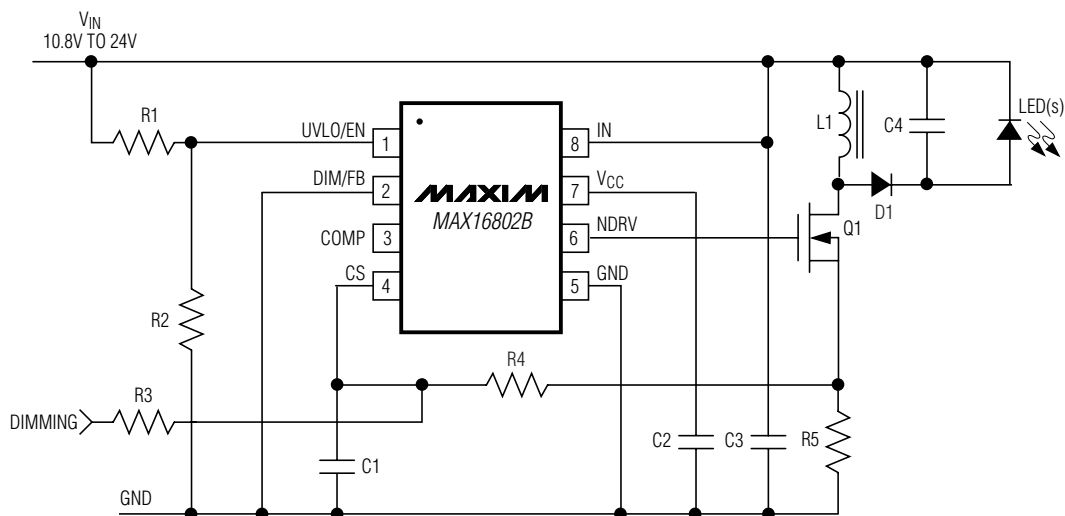 VIN
10.8V TO 24V
R1
UVLO/EN
1
8
IN
L1
C4
LED(s)
DIM/FB
2
7
VCC
MAXIM
MAX16802B
D1
COMP
3
6
NDRV
Q1
CS
4
5
GND
R2
R4
R3
DIMMING
C1
C2
C3
R5
GND